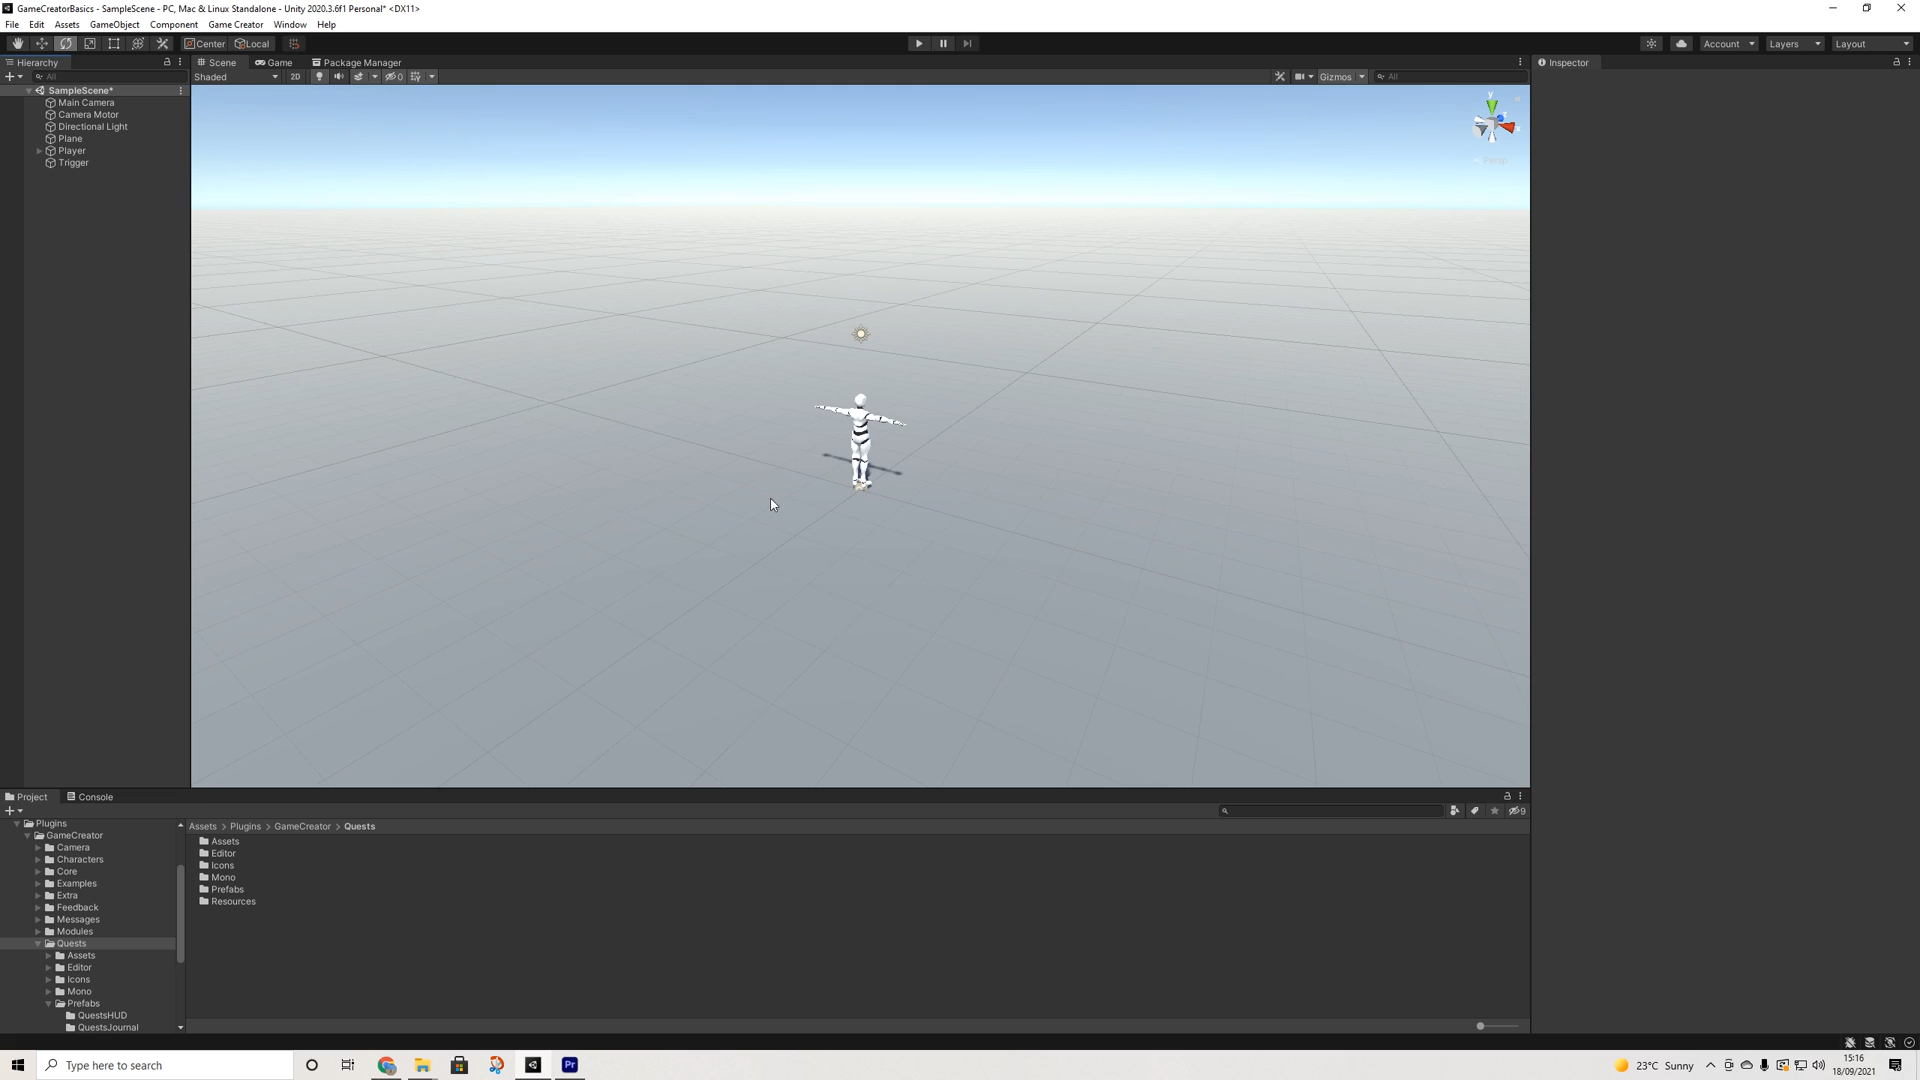 GameCreatorBasics - SampleScene - PC, Mac & Linux Standalone - Unity 2020.3.6f1 Personal* <DX11>
File Edit Assets GameObject Component Game Creator Window Help
Center Local Account Layers Layout
Hierarchy Scene Game Package Manager Inspector
All Shaded 2D 0 Gizmos All
SampleScene*
Main Camera
Camera Motor
Directional Light
Plane
Player
Trigger
y
x
Persp
Project Console
9
Plugins
GameCreator
Camera
Characters
Core
Examples
Extra
Feedback
Messages
Modules
Quests
Assets
Editor
Icons
Mono
Prefabs
QuestsHUD
QuestsJournal
Assets > Plugins > GameCreator > Quests
Assets
Editor
Icons
Mono
Prefabs
Resources
Type here to search
Pr
23°C Sunny
15:16
18/09/2021